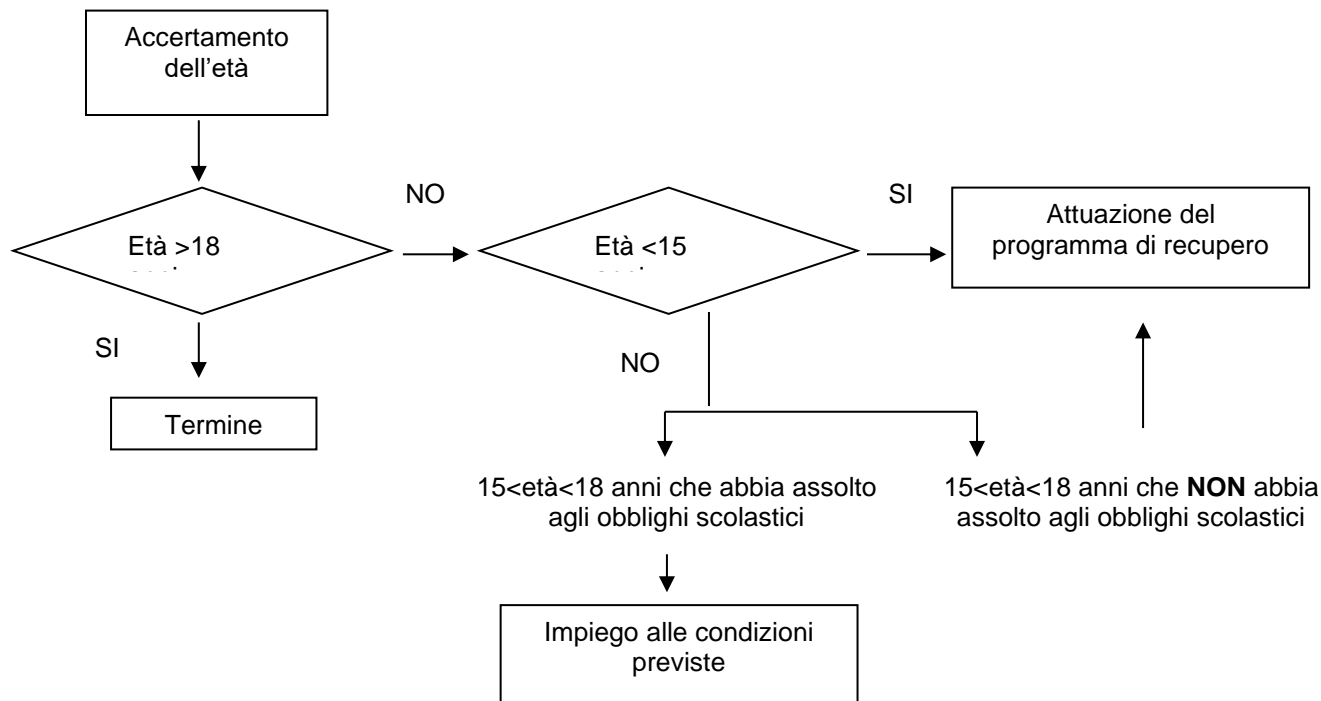 Accertamento
dell'età
NO
SI
Età >18
Età <15
Attuazione del
programma di recupero
SI
NO
Termine
15<età<18 anni che abbia assolto
agli obblighi scolastici
15<età<18 anni che NON abbia
assolto agli obblighi scolastici
Impiego alle condizioni
previste